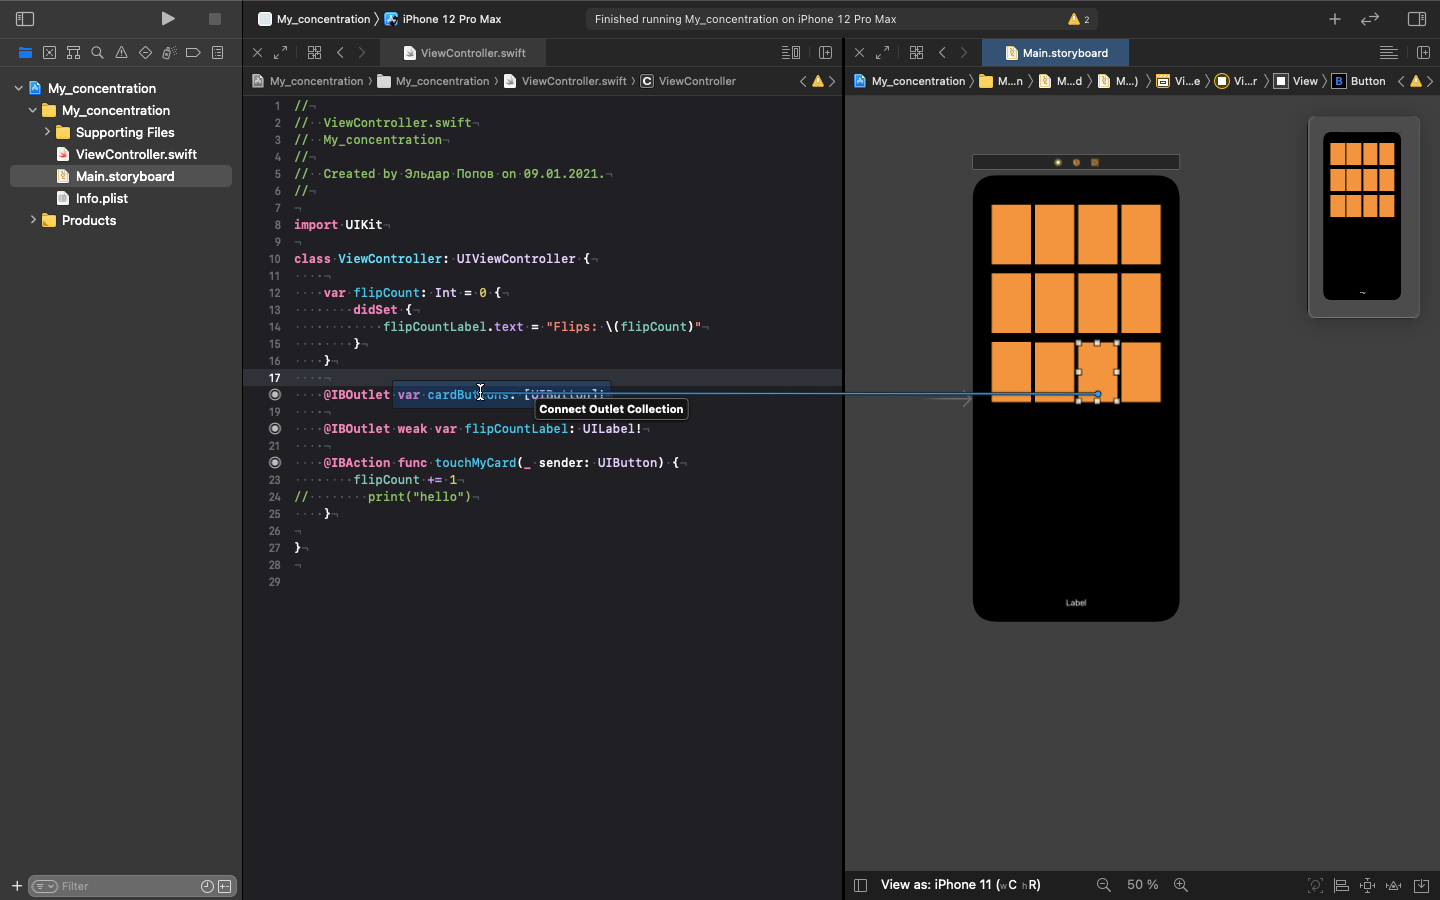 My_concentration 〉 iPhone 12 Pro Max
Finished running My_concentration on iPhone 12 Pro Max
2
ViewController.swift
Main.storyboard
My_concentration
My_concentration
Supporting Files
ViewController.swift
Main.storyboard
Info.plist
Products
My_concentration 〉 My_concentration 〉 ViewController.swift 〉 C ViewController
My_concentration 〉 M...n 〉 M...d 〉 M...) 〉 Vi...e 〉 Vi...r 〉 View 〉 B Button
1 //
2 // ViewController.swift
3 // My_concentration
4 //
5 // Created by Эльдар Попов on 09.01.2021.
6 //
7
8 import UIKit
9
10 class ViewController: UIViewController {
11
12 var flipCount: Int = 0 {
13 didSet {
14 flipCountLabel.text = "Flips: \(flipCount)"
15 }
16 }
17
@IBOutlet var cardButtons: [UIButton]!
Connect Outlet Collection
19
@IBOutlet weak var flipCountLabel: UILabel!
21
@IBAction func touchMyCard(_ sender: UIButton) {
23 flipCount += 1
24 // print("hello")
25 }
26
27 }
28
29
Label
Filter
View as: iPhone 11 (wC hR)
50 %